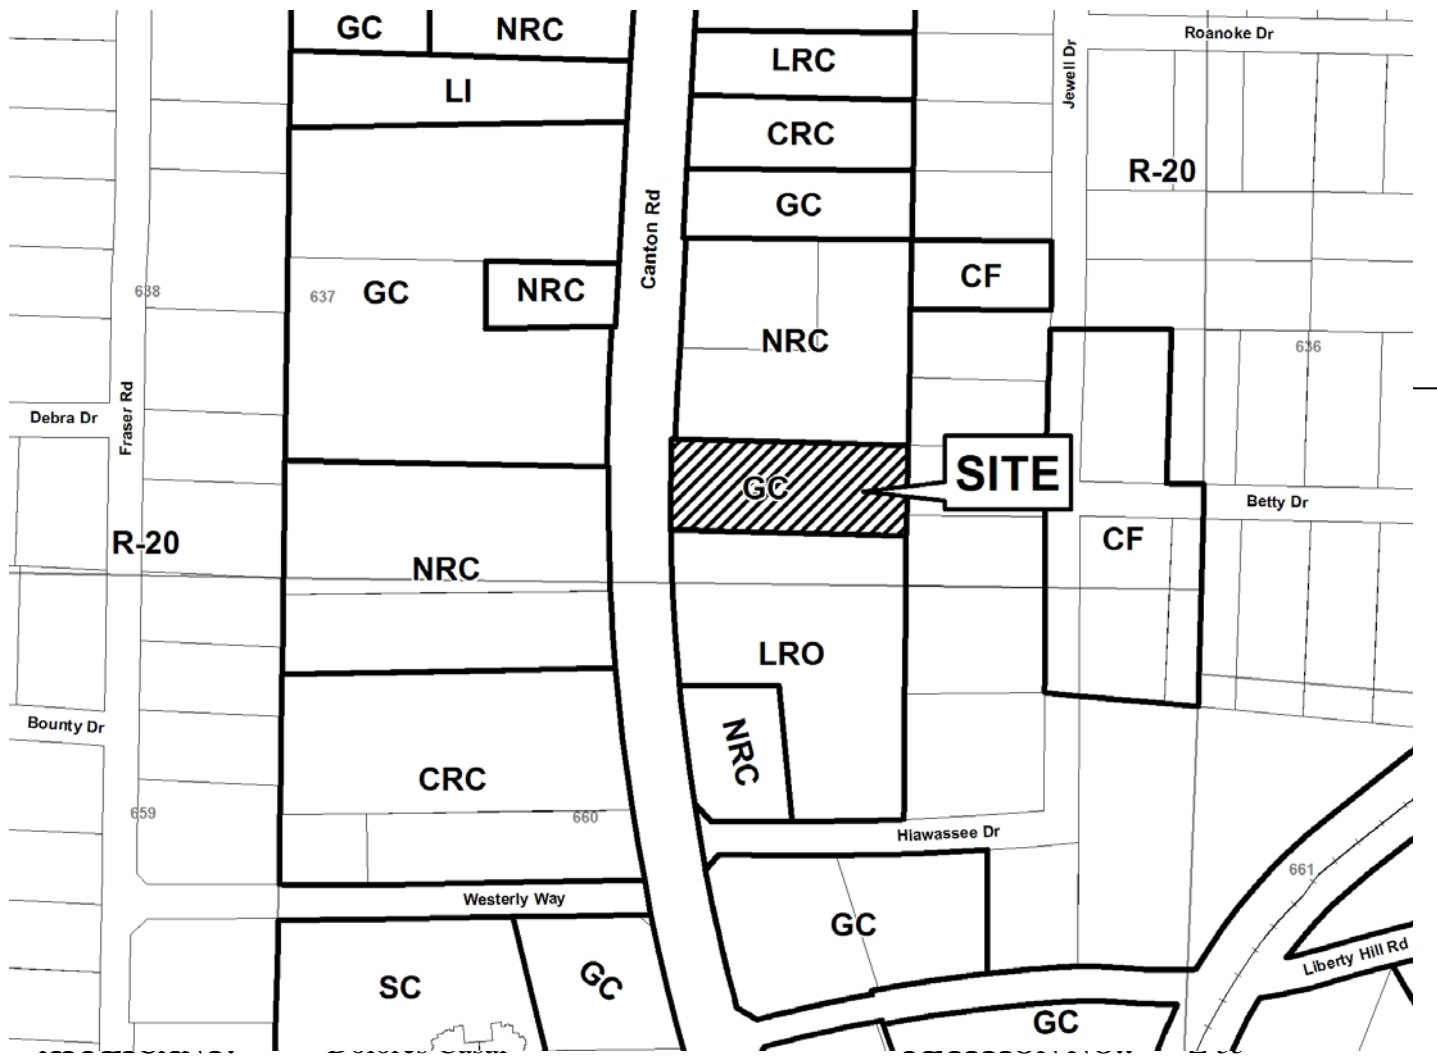 GC
NRC
Roanoke Dr
LRC
Jewell Dr
LI
CRC
R-20
GC
Canton Rd
CF
638
637
GC
NRC
NRC
636
Debra Dr
Fraser Rd
SITE
GC
Betty Dr
R-20
CF
NRC
LRO
Bounty Dr
NRC
CRC
659
660
Hiawassee Dr
661
Westerly Way
GC
Liberty Hill Rd
SC
GC
GC